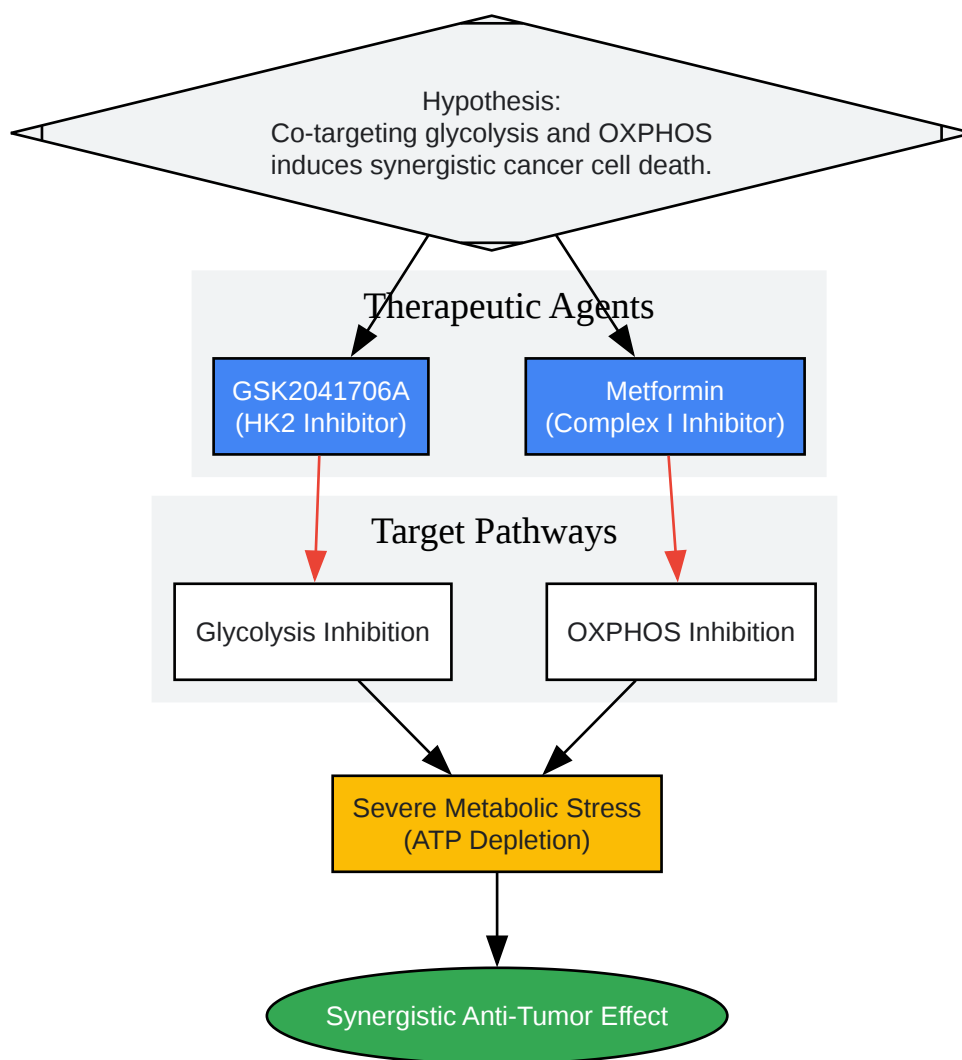 Hypothesis:
Co-targeting glycolysis and OXPHOS
induces synergistic cancer cell death.
Therapeutic Agents
GSK2041706A
(HK2 Inhibitor)
Metformin
(Complex I Inhibitor)
Target Pathways
Glycolysis Inhibition
OXPHOS Inhibition
Severe Metabolic Stress
(ATP Depletion)
Synergistic Anti-Tumor Effect